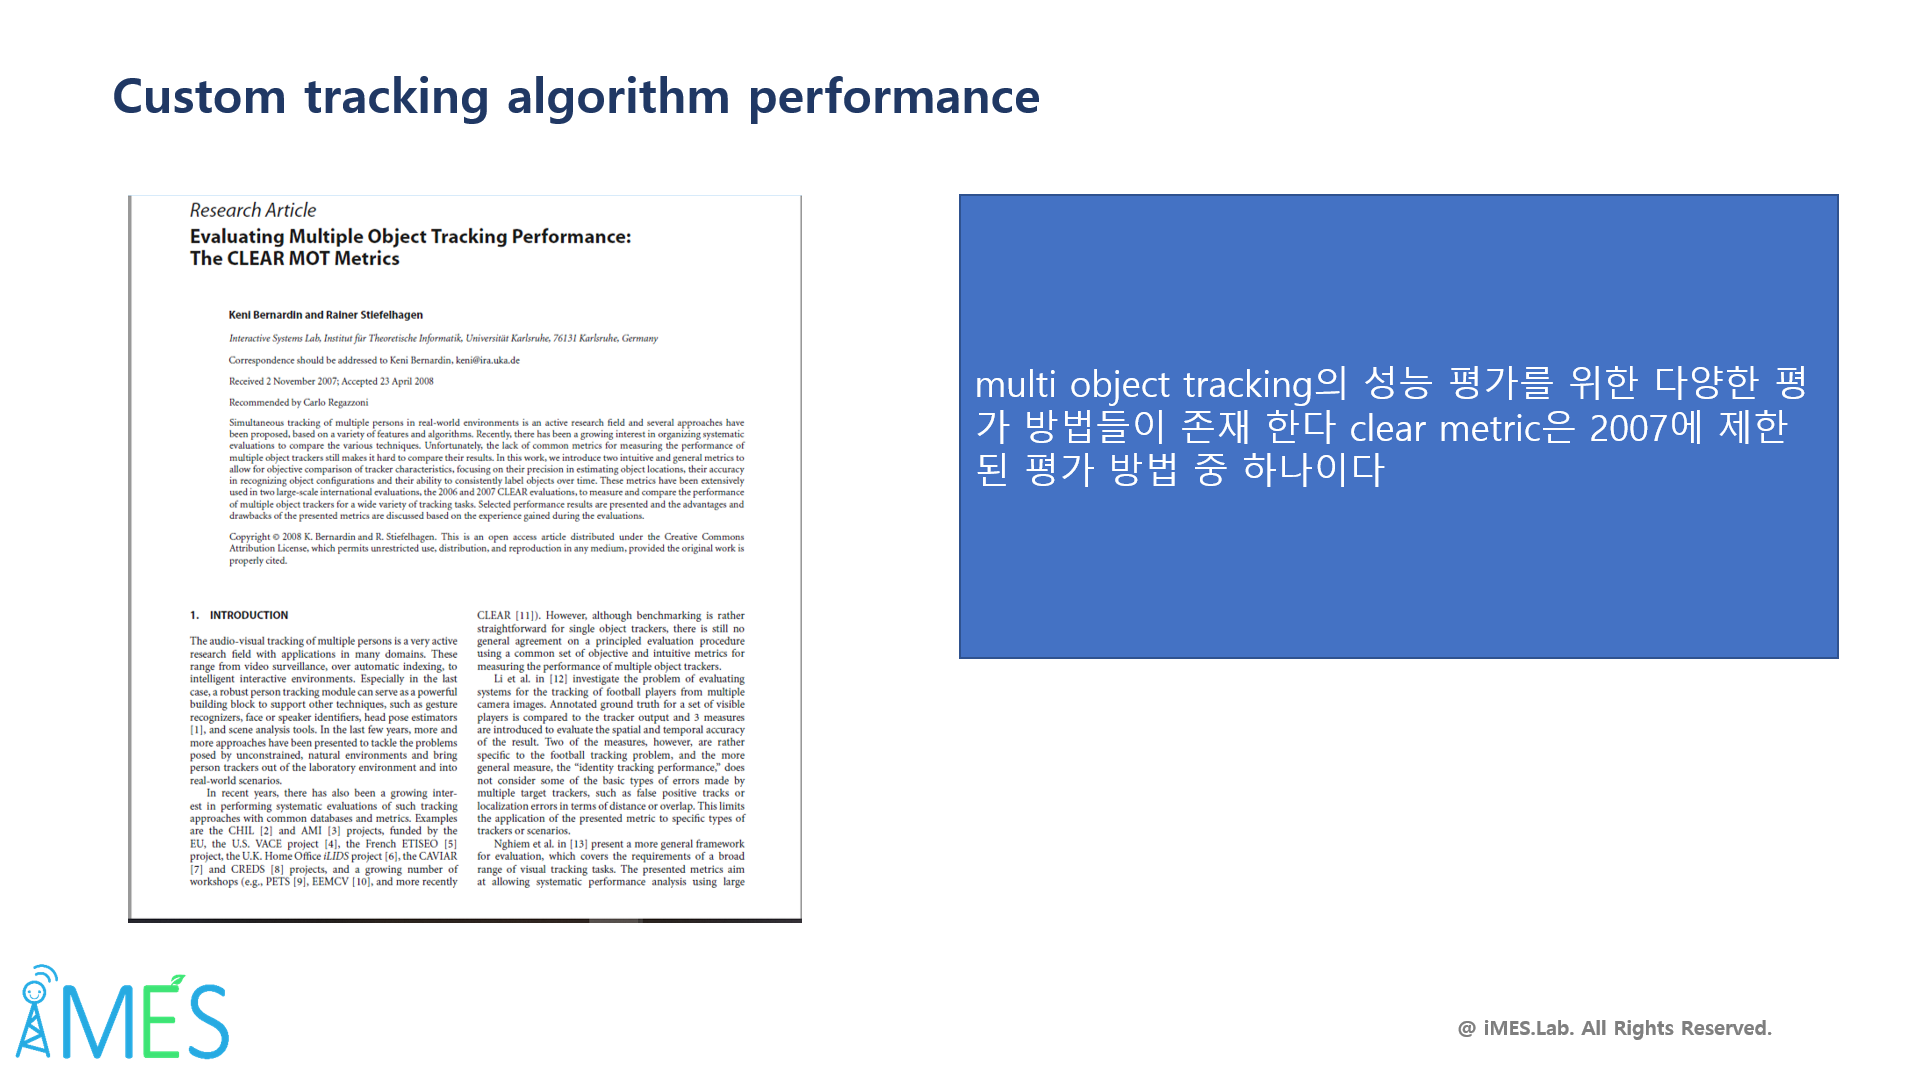 Custom tracking algorithm performance
Research Article
Evaluating Multiple Object Tracking Performance:
The CLEAR MOT Metrics
Keni Bernardin and Rainer Stiefelhagen
Interactive Systems Lab, Institut für Theoretische Informatik, Universität Karlsruhe, 76131 Karlsruhe, Germany
Correspondence should be addressed to Keni Bernardin, keni@ira.uka.de
Received 2 November 2007; Accepted 23 April 2008
Recommended by Carlo Regazzoni
Simultaneous tracking of multiple persons in real-world environments is an active research field and several approaches have
been proposed, based on a variety of features and algorithms. Recently, there has been a growing interest in organizing systematic
evaluations to compare the various techniques. Unfortunately, the lack of common metrics for measuring the performance of
multiple object trackers still makes it hard to compare their results. In this work, we introduce two intuitive and general metrics to
allow for objective comparison of tracker characteristics, focusing on their precision in estimating object locations, their accuracy
in recognizing object configurations and their ability to consistently label objects over time. These metrics have been extensively
used in two large-scale international evaluations, the 2006 and 2007 CLEAR evaluations, to measure and compare the performance
of multiple object trackers for a wide variety of tracking tasks. Selected performance results are presented and the advantages and
drawbacks of the presented metrics are discussed based on the experience gained during the evaluations.
Copyright © 2008 K. Bernardin and R. Stiefelhagen. This is an open access article distributed under the Creative Commons
Attribution License, which permits unrestricted use, distribution, and reproduction in any medium, provided the original work is
properly cited.
1. INTRODUCTION
The audio-visual tracking of multiple persons is a very active
research field with applications in many domains. These
range from video surveillance, over automatic indexing, to
intelligent interactive environments. Especially in the last
case, a robust person tracking module can serve as a powerful
building block to support other techniques, such as gesture
recognizers, face or speaker identifiers, head pose estimators
[1], and scene analysis tools. In the last few years, more and
more approaches have been presented to tackle the problems
posed by unconstrained, natural environments and bring
person trackers out of the laboratory environment and into
real-world scenarios.
In recent years, there has also been a growing inter-
est in performing systematic evaluations of such tracking
approaches with common databases and metrics. Examples
are the CHIL [2] and AMI [3] projects, funded by the
EU, the U.S. VACE project [4], the French ETISEO [5]
project, the U.K. Home Office iLIDS project [6], the CAVIAR
[7] and CREDS [8] projects, and a growing number of
workshops (e.g., PETS [9], EEMCV [10], and more recently
CLEAR [11]). However, although benchmarking is rather
straightforward for single object trackers, there is still no
general agreement on a principled evaluation procedure
using a common set of objective and intuitive metrics for
measuring the performance of multiple object trackers.
Li et al. in [12] investigate the problem of evaluating
systems for the tracking of football players from multiple
camera images. Annotated ground truth for a set of visible
players is compared to the tracker output and 3 measures
are introduced to evaluate the spatial and temporal accuracy
of the result. Two of the measures, however, are rather
specific to the football tracking problem, and the more
general measure, the “identity tracking performance,” does
not consider some of the basic types of errors made by
multiple target trackers, such as false positive tracks or
localization errors in terms of distance or overlap. This limits
the application of the presented metric to specific types of
trackers or scenarios.
Nghiem et al. in [13] present a more general framework
for evaluation, which covers the requirements of a broad
range of visual tracking tasks. The presented metrics aim
at allowing systematic performance analysis using large
multi object tracking의 성능 평가를 위한 다양한 평
가 방법들이 존재 한다 clear metric은 2007에 제한
된 평가 방법 중 하나이다
iMES
@ iMES.Lab. All Rights Reserved.